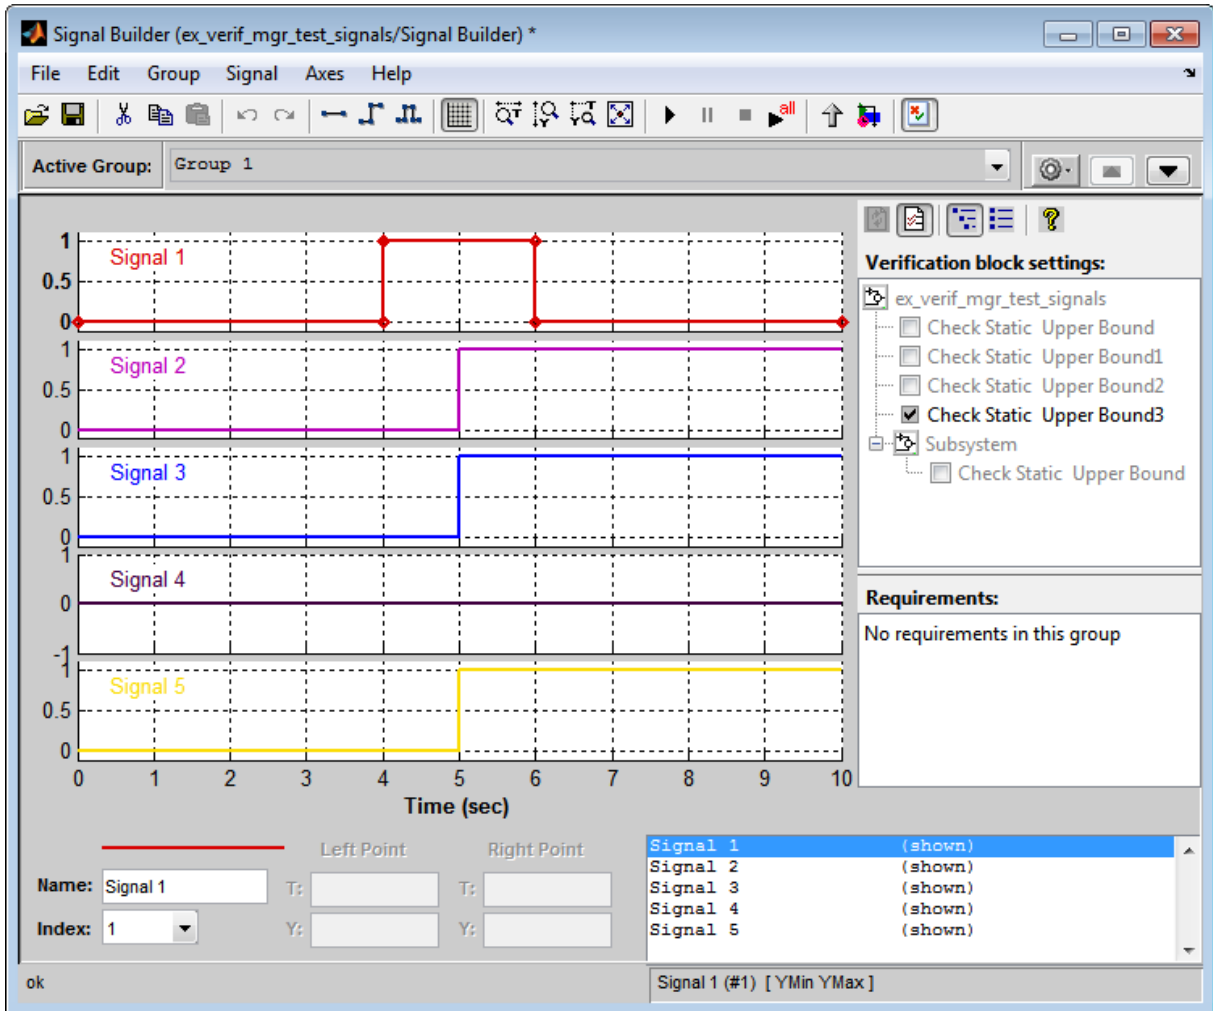 Signal Builder (ex_verif_mgr_test_signals/Signal Builder) *
File Edit Group Signal Axes Help
all
Active Group: Group 1
1
0.5
0
Signal 1
1
0.5
0
Signal 2
1
0.5
0
Signal 3
1
0
-1
Signal 4
1
0.5
0
Signal 5
0 1 2 3 4 5 6 7 8 9 10
Time (sec)
Verification block settings:
ex_verif_mgr_test_signals
Check Static Upper Bound
Check Static Upper Bound1
Check Static Upper Bound2
Check Static Upper Bound3
Subsystem
Check Static Upper Bound
Requirements:
No requirements in this group
Left Point Right Point
Name: Signal 1 T: T:
Index: 1 Y: Y:
Signal 1 (shown)
Signal 2 (shown)
Signal 3 (shown)
Signal 4 (shown)
Signal 5 (shown)
ok
Signal 1 (#1) [ YMin YMax ]